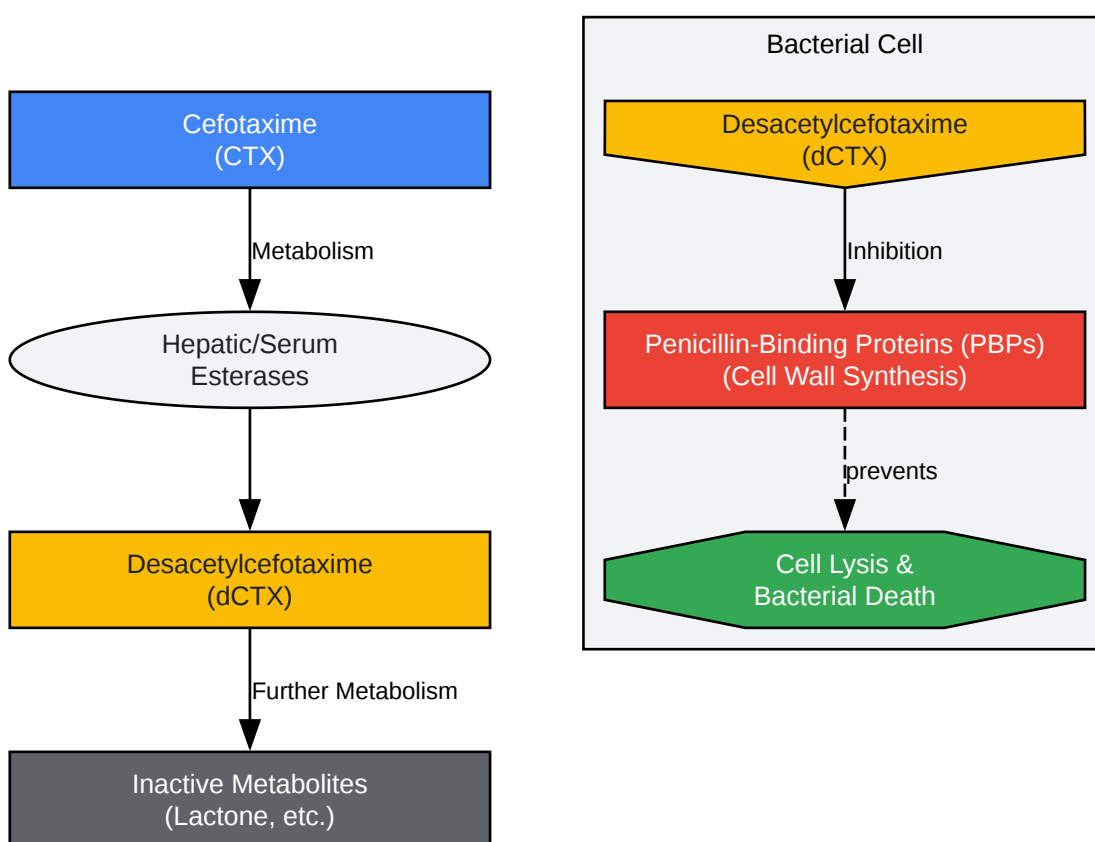 Cefotaxime
(CTX)
Metabolism
Hepatic/Serum
Esterases
Desacetylcefotaxime
(dCTX)
Further Metabolism
Inactive Metabolites
(Lactone, etc.)
Bacterial Cell
Desacetylcefotaxime
(dCTX)
Inhibition
Penicillin-Binding Proteins (PBPs)
(Cell Wall Synthesis)
prevents
Cell Lysis &
Bacterial Death